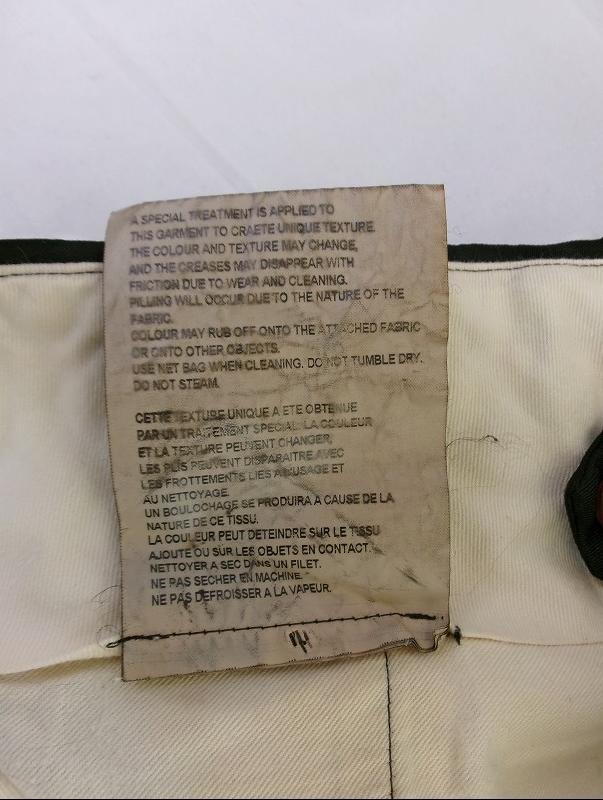 A SPECIAL TREATMENT IS APPLIED TO
THIS GARMENT TO CRAETE UNIQUE TEXTURE.
THE COLOUR AND TEXTURE MAY CHANGE,
AND THE CREASES MAY DISAPPEAR WITH
FRICTION DUE TO WEAR AND CLEANING.
PILLING WILL OCCUR DUE TO THE NATURE OF THE
FABRIC.
COLOUR MAY RUB OFF ONTO THE ATTACHED FABRIC
OR ONTO OTHER OBJECTS.
USE NET BAG WHEN CLEANING. DO NOT TUMBLE DRY.
DO NOT STEAM.
CETTE TEXTURE UNIQUE A ETE OBTENUE
PAR UN TRAITEMENT SPECIAL. LA COULEUR
ET LA TEXTURE PEUVENT CHANGER,
LES PLIS PEUVENT DISPARAITRE AVEC
LES FROTTEMENTS LIES A L'USAGE ET
AU NETTOYAGE.
UN BOULOCHAGE SE PRODUIRA A CAUSE DE LA
NATURE DE CE TISSU.
LA COULEUR PEUT DETEINDRE SUR LE TISSU
AJOUTE OU SUR LES OBJETS EN CONTACT.
NETTOYER A SEC DANS UN FILET.
NE PAS SECHER EN MACHINE.
NE PAS DEFROISSER A LA VAPEUR.